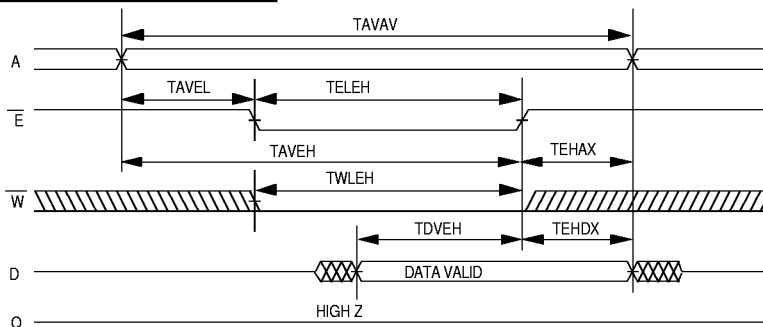 TAVAV
A
TAVEL TELEH
E
TAVEH TEHAX
TWLEH
W
TDVEH TEHDX
D DATA VALID
HIGH Z
Q